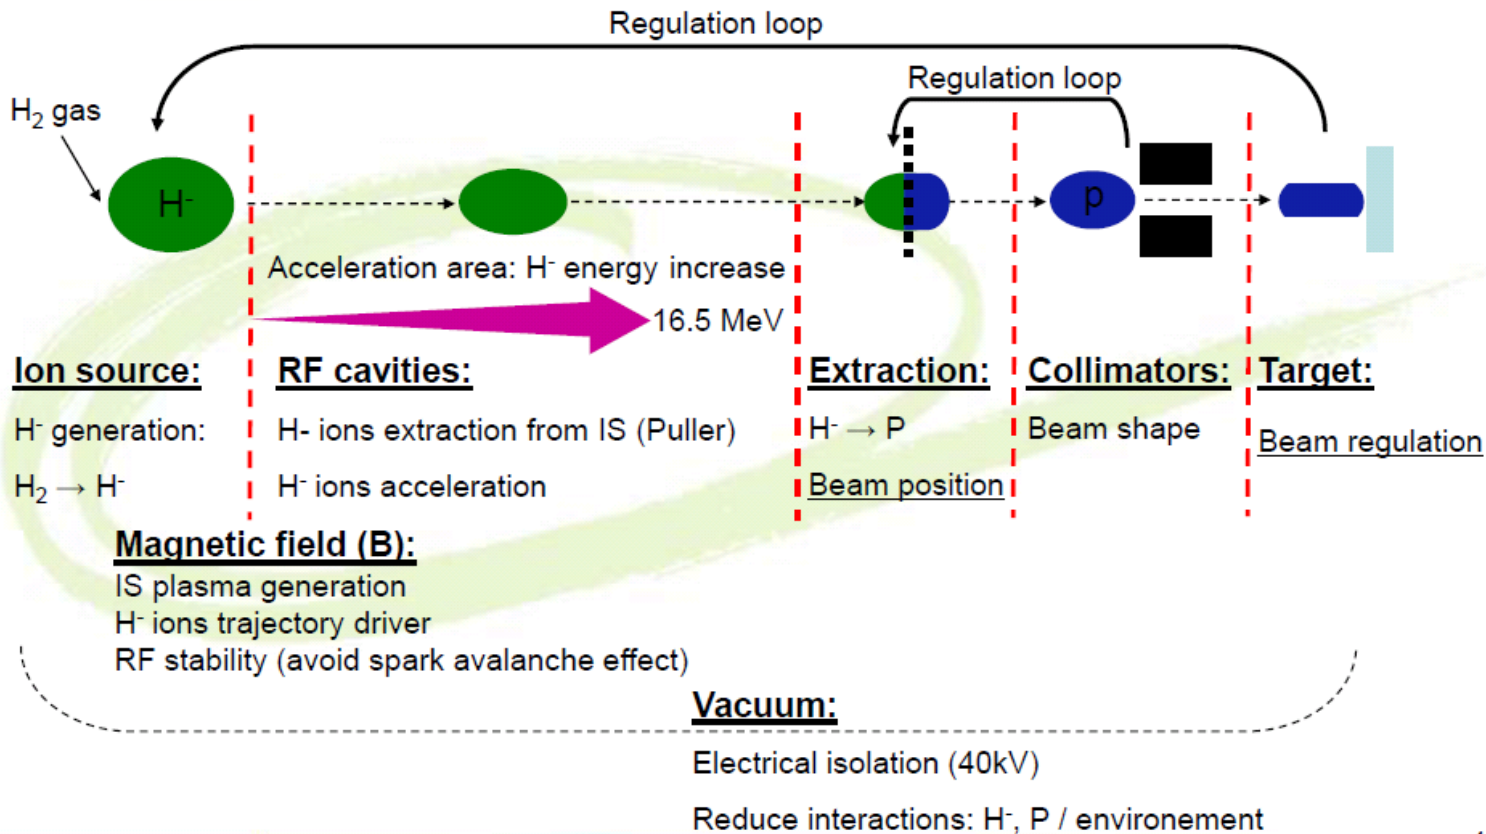 Regulation loop
Regulation loop
H₂ gas
H⁻
p
Acceleration area: H⁻ energy increase
16.5 MeV
Ion source:
H⁻ generation:
H₂ → H⁻
RF cavities:
H- ions extraction from IS (Puller)
H⁻ ions acceleration
Extraction:
H⁻ → P
Beam position
Collimators:
Beam shape
Target:
Beam regulation
Magnetic field (B):
IS plasma generation
H⁻ ions trajectory driver
RF stability (avoid spark avalanche effect)
Vacuum:
Electrical isolation (40kV)
Reduce interactions: H⁻, P / environement